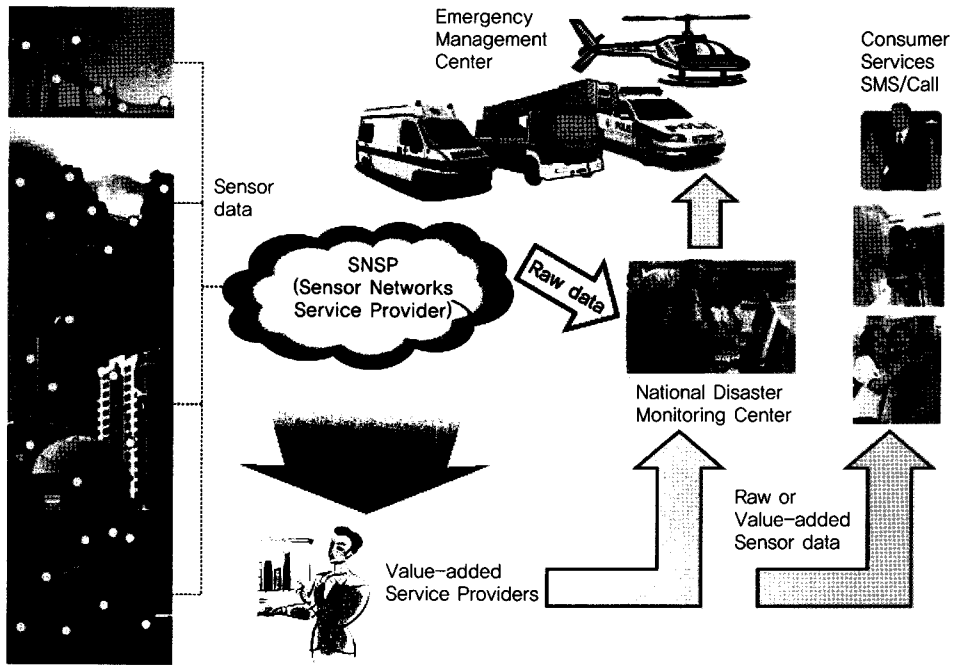 Emergency
Management
Center
Consumer
Services
SMS/Call
POLICE
Sensor
data
SNSP
(Sensor Networks
Service Provider)
Raw data
National Disaster
Monitoring Center
Raw or
Value-added
Sensor data
Value-added
Service Providers